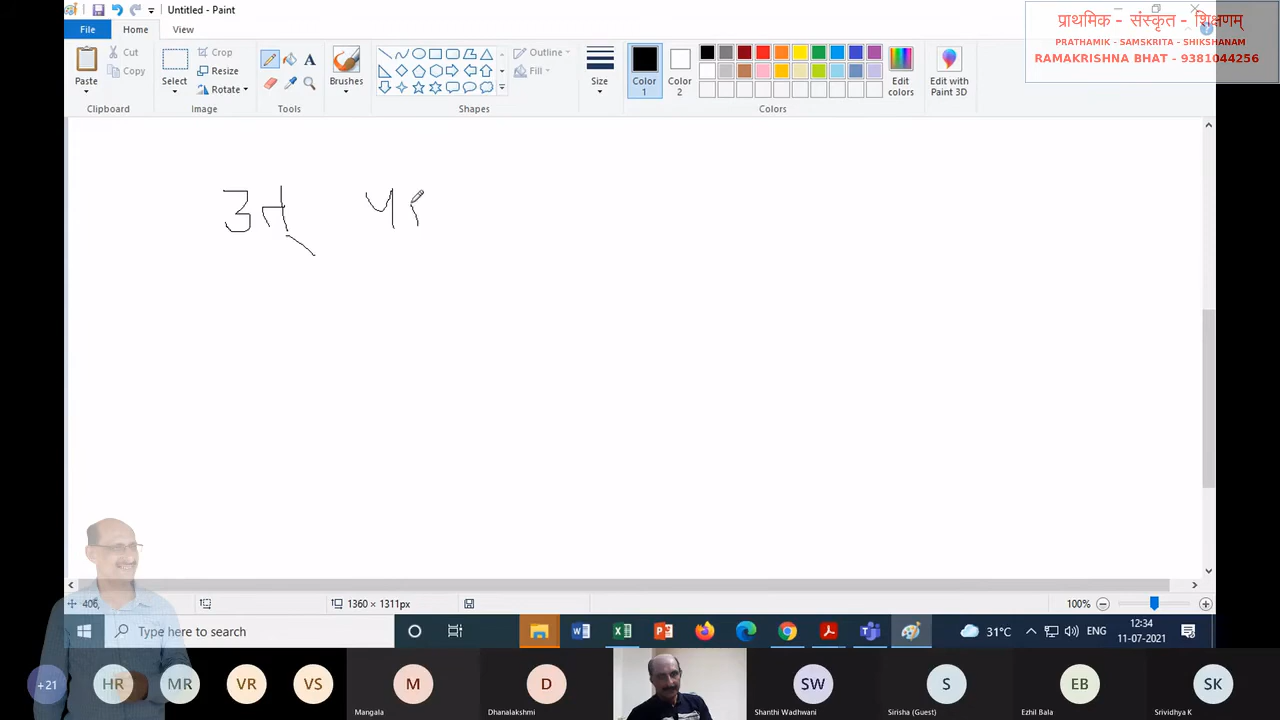 Untitled - Paint
File Home View
प्राथमिक - संस्कृत - शिक्षणम्
PRATHAMIK - SAMSKRITA - SHIKSHANAM
RAMAKRISHNA BHAT - 9381044256
Paste Cut Copy Clipboard
Select Crop Resize Rotate Image
Tools
Brushes
Shapes Outline Fill
Size
Color 1 Color 2 Colors
Edit colors
Edit with Paint 3D
उत्
406,
1360 × 1311px
100%
Type here to search
31°C
ENG
12:34
11-07-2021
+21 HR MR VR VS M D SW S EB SK
Mangala Dhanalakshmi Shanthi Wadhwani Sirisha (Guest) Ezhil Bala Srividhya K